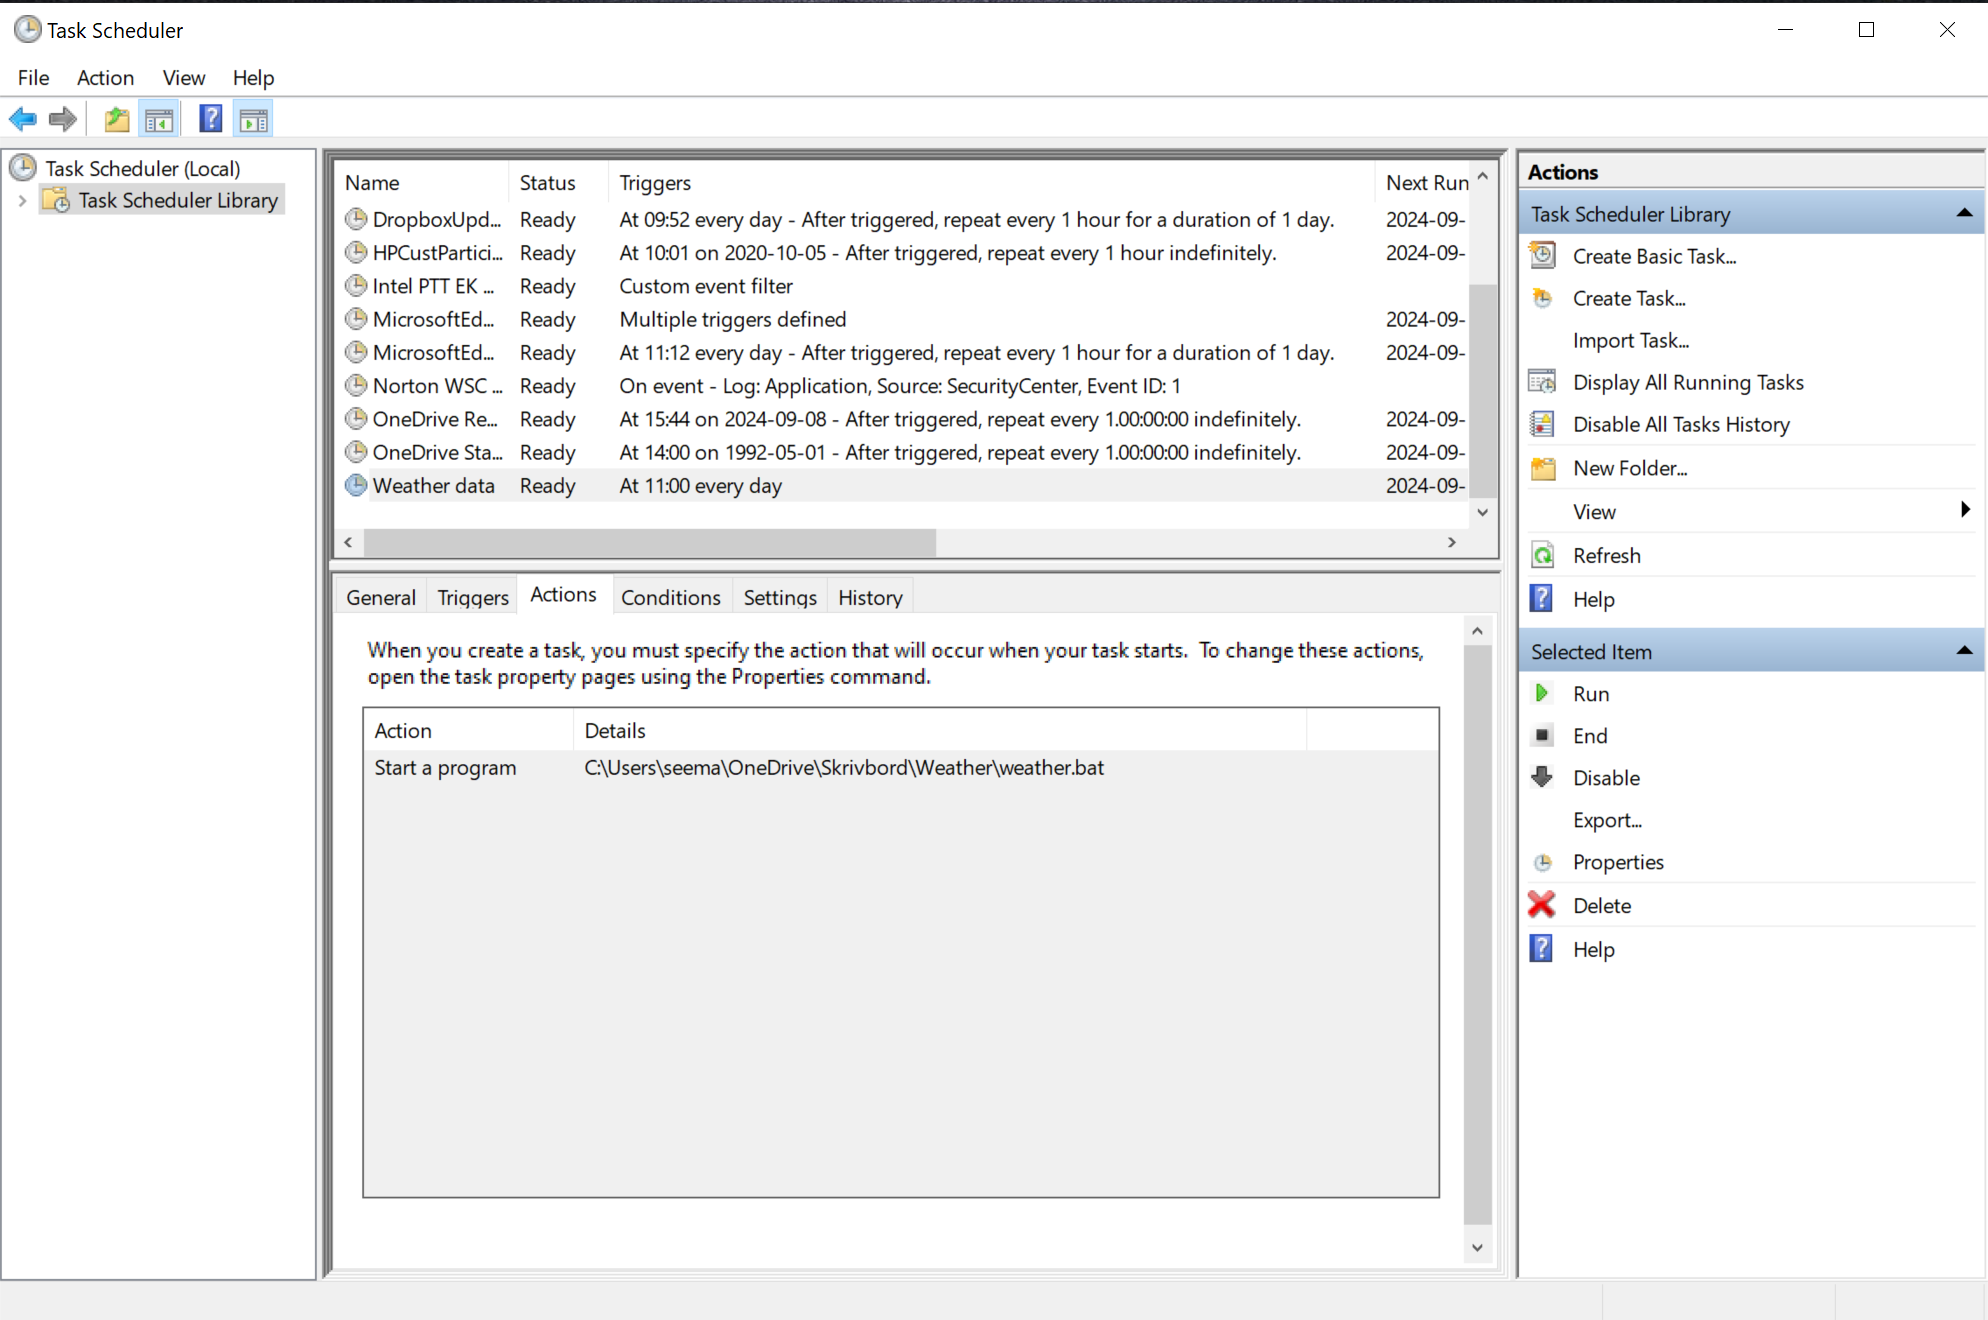 Task Scheduler
File Action View Help
Task Scheduler (Local)
Task Scheduler Library
Name Status Triggers Next Run
DropboxUpd... Ready At 09:52 every day - After triggered, repeat every 1 hour for a duration of 1 day. 2024-09-
HPCustPartici... Ready At 10:01 on 2020-10-05 - After triggered, repeat every 1 hour indefinitely. 2024-09-
Intel PTT EK ... Ready Custom event filter
MicrosoftEd... Ready Multiple triggers defined 2024-09-
MicrosoftEd... Ready At 11:12 every day - After triggered, repeat every 1 hour for a duration of 1 day. 2024-09-
Norton WSC ... Ready On event - Log: Application, Source: SecurityCenter, Event ID: 1
OneDrive Re... Ready At 15:44 on 2024-09-08 - After triggered, repeat every 1.00:00:00 indefinitely. 2024-09-
OneDrive Sta... Ready At 14:00 on 1992-05-01 - After triggered, repeat every 1.00:00:00 indefinitely. 2024-09-
Weather data Ready At 11:00 every day 2024-09-
General Triggers Actions Conditions Settings History
When you create a task, you must specify the action that will occur when your task starts. To change these actions,
open the task property pages using the Properties command.
Action Details
Start a program C:\Users\seema\OneDrive\Skrivbord\Weather\weather.bat
Actions
Task Scheduler Library
Create Basic Task...
Create Task...
Import Task...
Display All Running Tasks
Disable All Tasks History
New Folder...
View
Refresh
Help
Selected Item
Run
End
Disable
Export...
Properties
Delete
Help